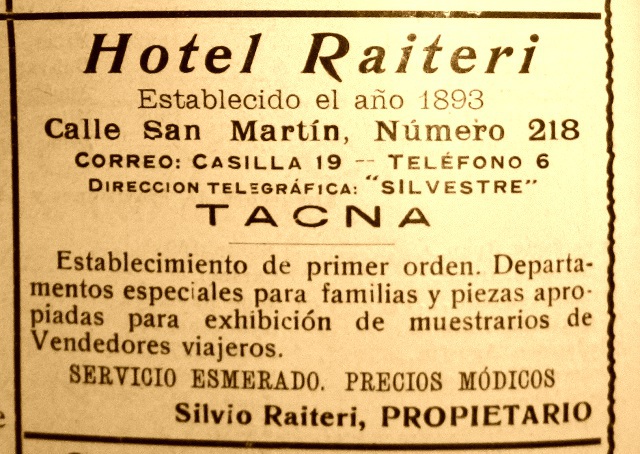 Hotel Raiteri
Establecido el año 1893
Calle San Martín, Número 218
CORREO: CASILLA 19 -- TELÉFONO 6
DIRECCION TELEGRÁFICA: "SILVESTRE"
TACNA
Establecimiento de primer orden. Departa-
mentos especiales para familias y piezas apro-
piadas para exhibición de muestrarios de
Vendedores viajeros.
SERVICIO ESMERADO. PRECIOS MÓDICOS
Silvio Raiteri, PROPIETARIO